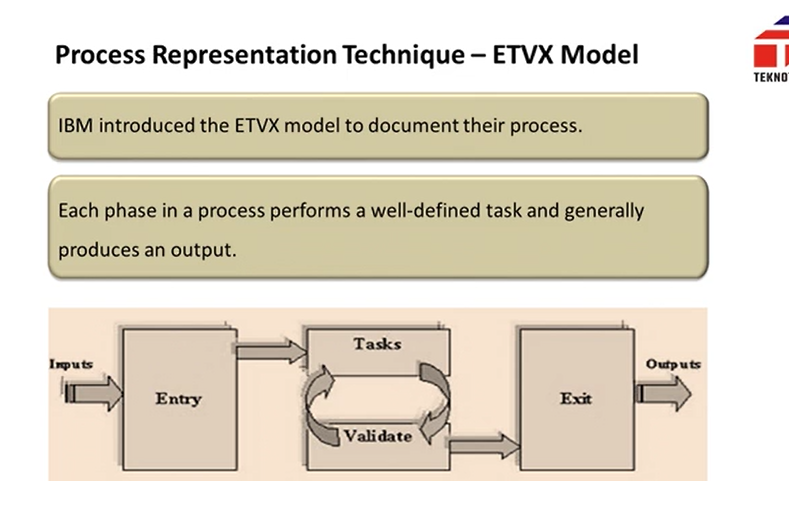 Process Representation Technique – ETVX Model
TEKNO
IBM introduced the ETVX model to document their process.
Each phase in a process performs a well-defined task and generally
produces an output.
Inputs
Entry
Tasks
Validate
Exit
Outputs